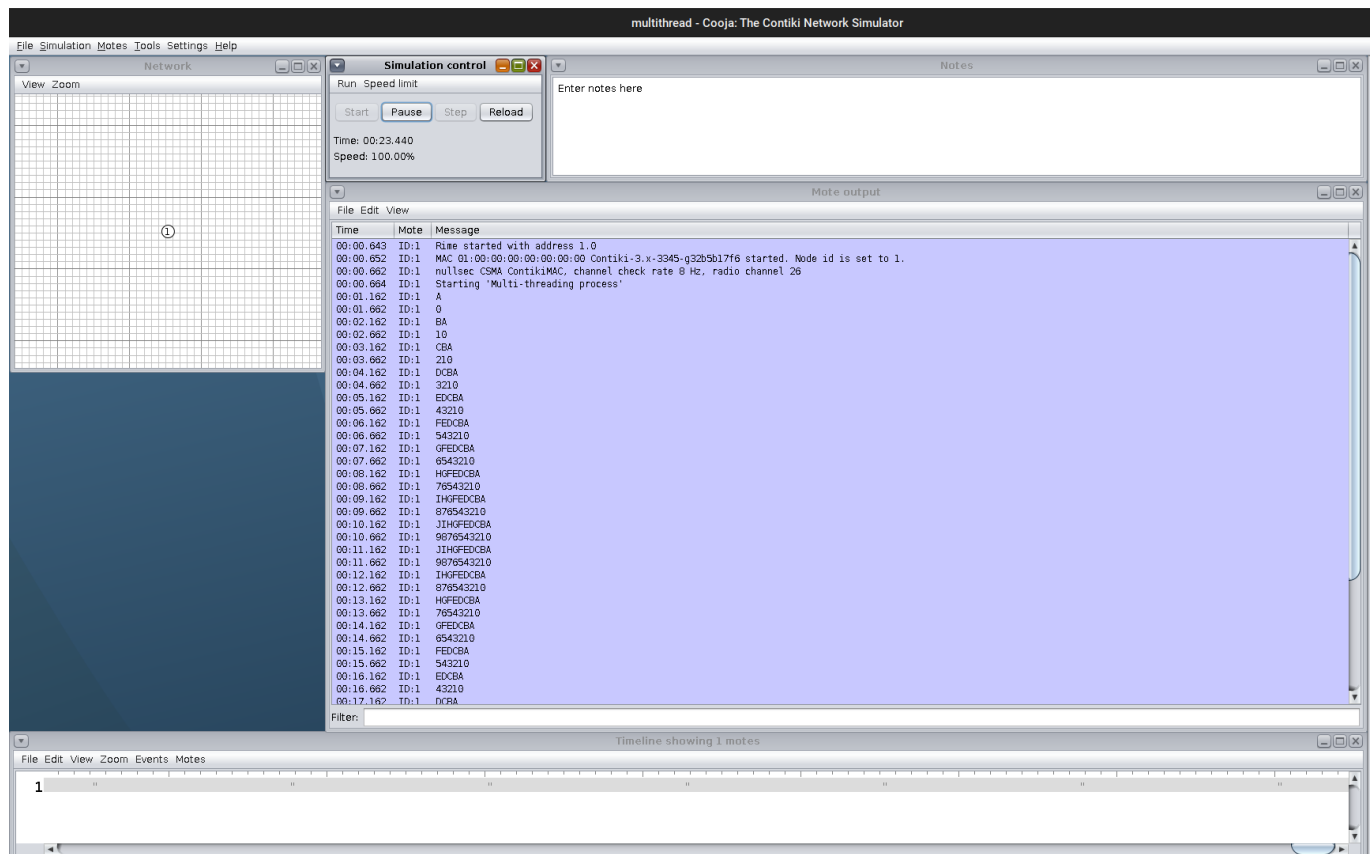 multithread - Cooja: The Contiki Network Simulator
File Simulation Motes Tools Settings Help
Network
View Zoom
1
Simulation control
Run Speed limit
Start Pause Step Reload
Time: 00:23.440
Speed: 100.00%
Notes
Enter notes here
Mote output
File Edit View
Time Mote Message
00:00.643 ID:1 Rime started with address 1.0
00:00.652 ID:1 MAC 01:00:00:00:00:00:00:00 Contiki-3.x-3345-g32b5b17f6 started. Node id is set to 1.
00:00.662 ID:1 nullsec CSMA ContikiMAC, channel check rate 8 Hz, radio channel 26
00:00.664 ID:1 Starting 'Multi-threading process'
00:01.162 ID:1 A
00:01.662 ID:1 0
00:02.162 ID:1 BA
00:02.662 ID:1 10
00:03.162 ID:1 CBA
00:03.662 ID:1 210
00:04.162 ID:1 DCBA
00:04.662 ID:1 3210
00:05.162 ID:1 EDCBA
00:05.662 ID:1 43210
00:06.162 ID:1 FEDCBA
00:06.662 ID:1 543210
00:07.162 ID:1 GFEDCBA
00:07.662 ID:1 6543210
00:08.162 ID:1 HGFEDCBA
00:08.662 ID:1 76543210
00:09.162 ID:1 IHGFEDCBA
00:09.662 ID:1 876543210
00:10.162 ID:1 JIHGFEDCBA
00:10.662 ID:1 9876543210
00:11.162 ID:1 JIHGFEDCBA
00:11.662 ID:1 9876543210
00:12.162 ID:1 IHGFEDCBA
00:12.662 ID:1 876543210
00:13.162 ID:1 HGFEDCBA
00:13.662 ID:1 76543210
00:14.162 ID:1 GFEDCBA
00:14.662 ID:1 6543210
00:15.162 ID:1 FEDCBA
00:15.662 ID:1 543210
00:16.162 ID:1 EDCBA
00:16.662 ID:1 43210
00:17.162 ID:1 DCBA
Filter:
Timeline showing 1 motes
File Edit View Zoom Events Motes
1